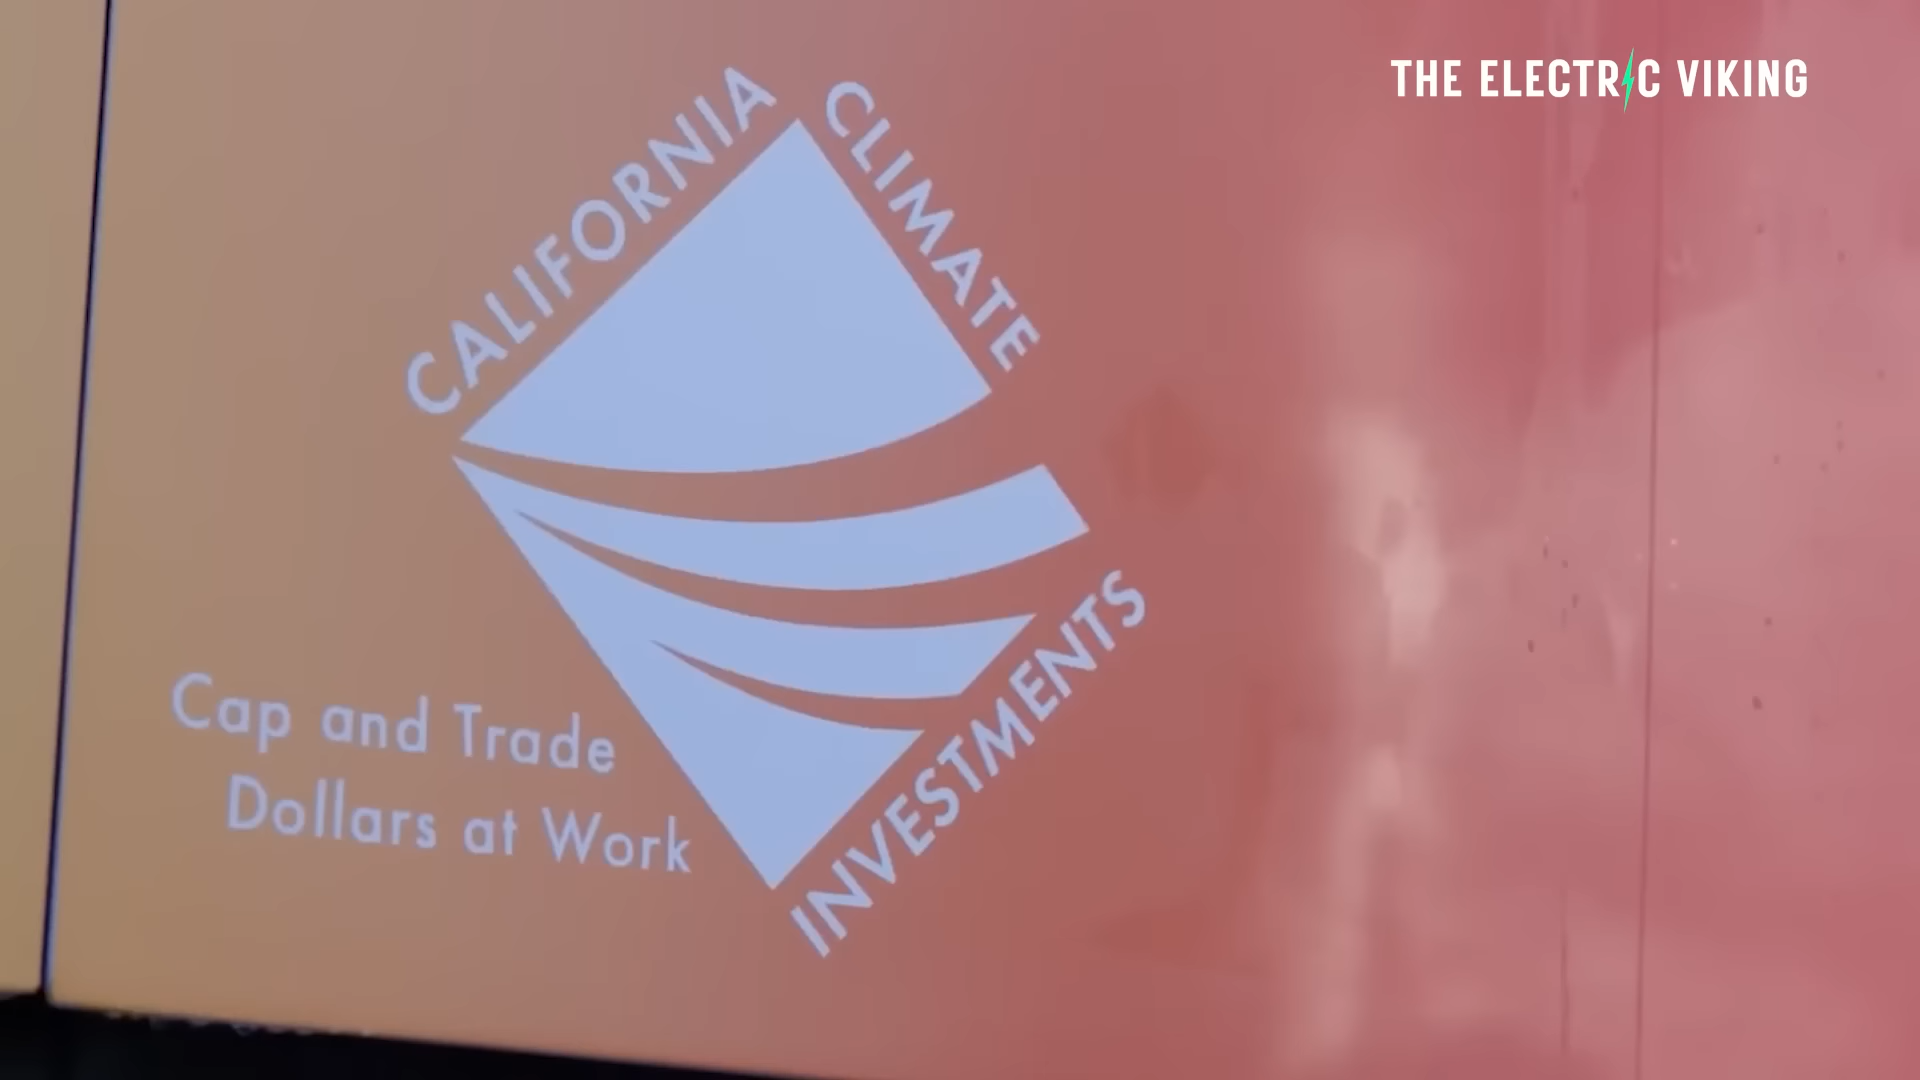 THE ELECTRIC VIKING
CALIFORNIA
CLIMATE
INVESTMENTS
Cap and Trade
Dollars at Work